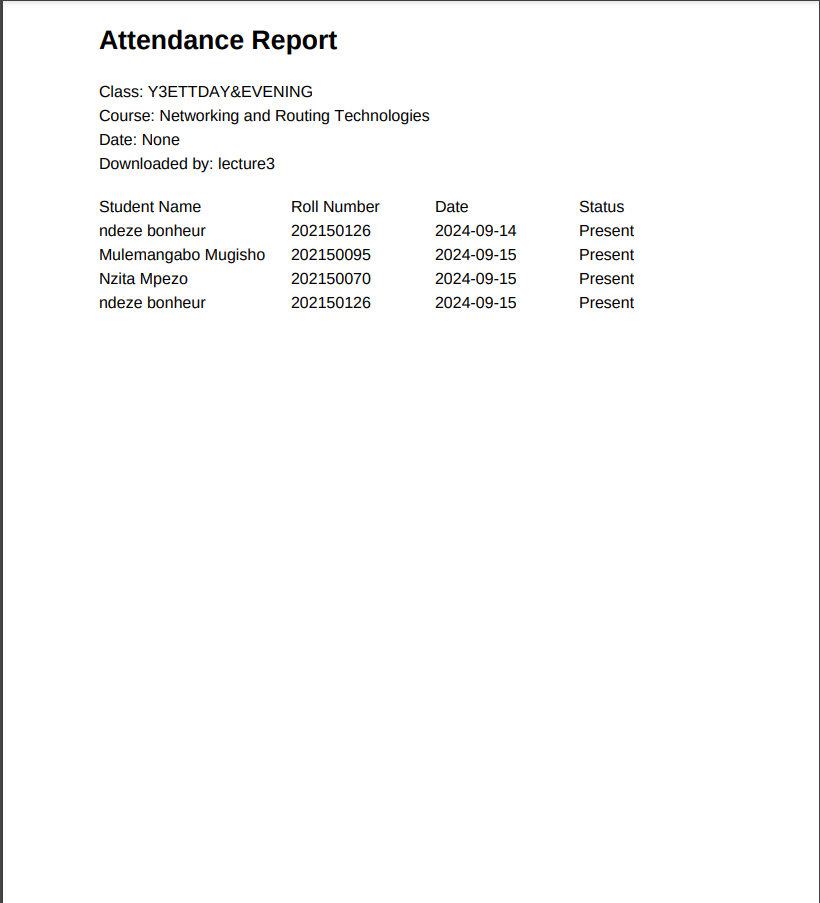 Attendance Report
Class: Y3ETTDAY&EVENING
Course: Networking and Routing Technologies
Date: None
Downloaded by: lecture3
Student Name Roll Number Date Status
ndeze bonheur 202150126 2024-09-14 Present
Mulemangabo Mugisho 202150095 2024-09-15 Present
Nzita Mpezo 202150070 2024-09-15 Present
ndeze bonheur 202150126 2024-09-15 Present